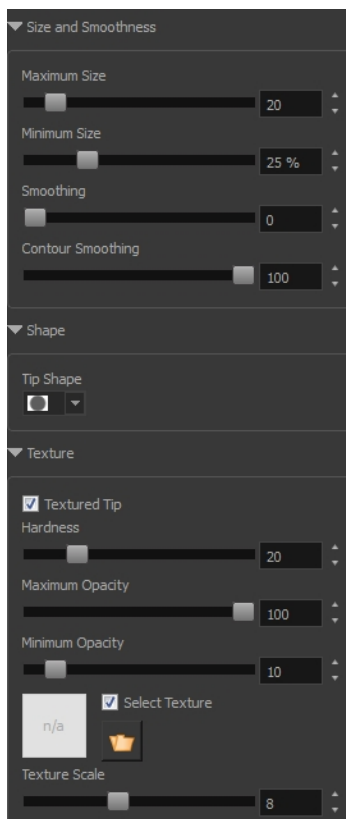 Size and Smoothness
Maximum Size
20
Minimum Size
25 %
Smoothing
0
Contour Smoothing
100
Shape
Tip Shape
Texture
Textured Tip
Hardness
20
Maximum Opacity
100
Minimum Opacity
10
Select Texture
n/a
Texture Scale
8